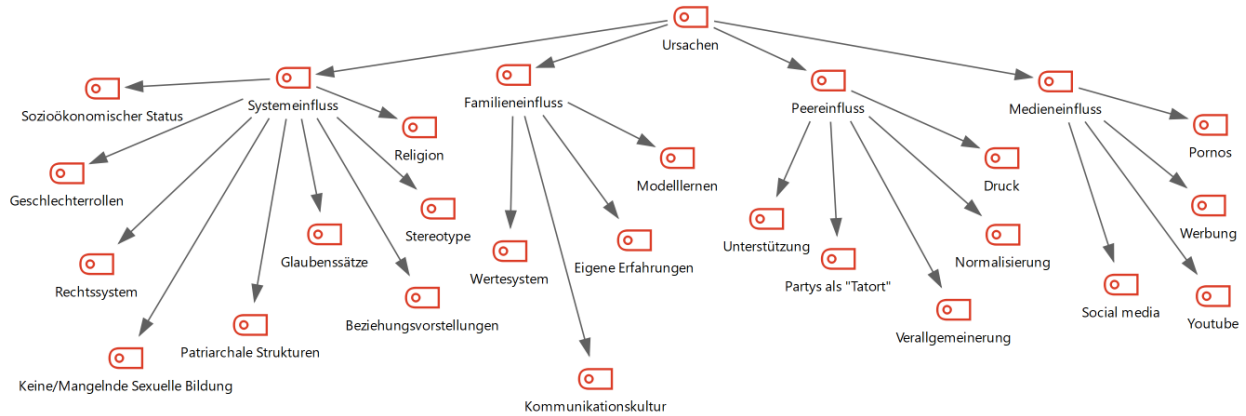 Ursachen
Systemeinfluss
Familieneinfluss
Peereinfluss
Medieneinfluss
Sozioökonomischer Status
Religion
Pornos
Geschlechterrollen
Modelllernen
Druck
Stereotype
Werbung
Glaubenssätze
Eigene Erfahrungen
Unterstützung
Normalisierung
Rechtssystem
Wertesystem
Partys als "Tatort"
Beziehungsvorstellungen
Social media
Youtube
Patriarchale Strukturen
Verallgemeinerung
Keine/Mangelnde Sexuelle Bildung
Kommunikationskultur